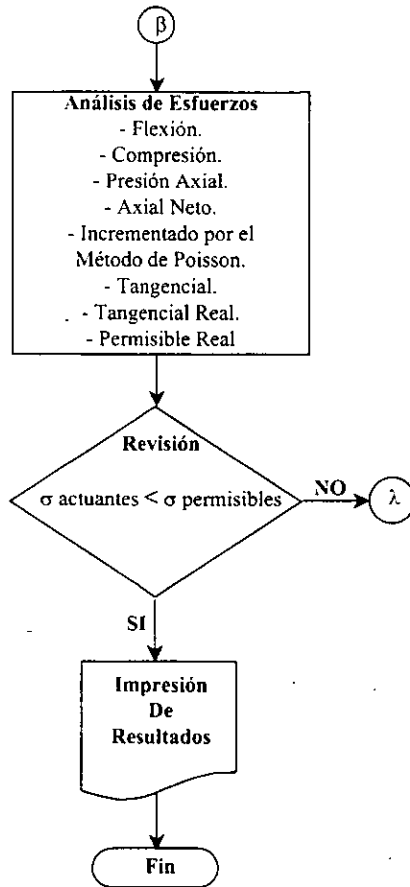 β
Análisis de Esfuerzos
- Flexión.
- Compresión.
- Presión Axial.
- Axial Neto.
- Incrementado por el
Método de Poisson.
- Tangencial.
- Tangencial Real.
- Permisible Real
Revisión
σ actuantes < σ permisibles
NO
λ
SI
Impresión
De
Resultados
Fin